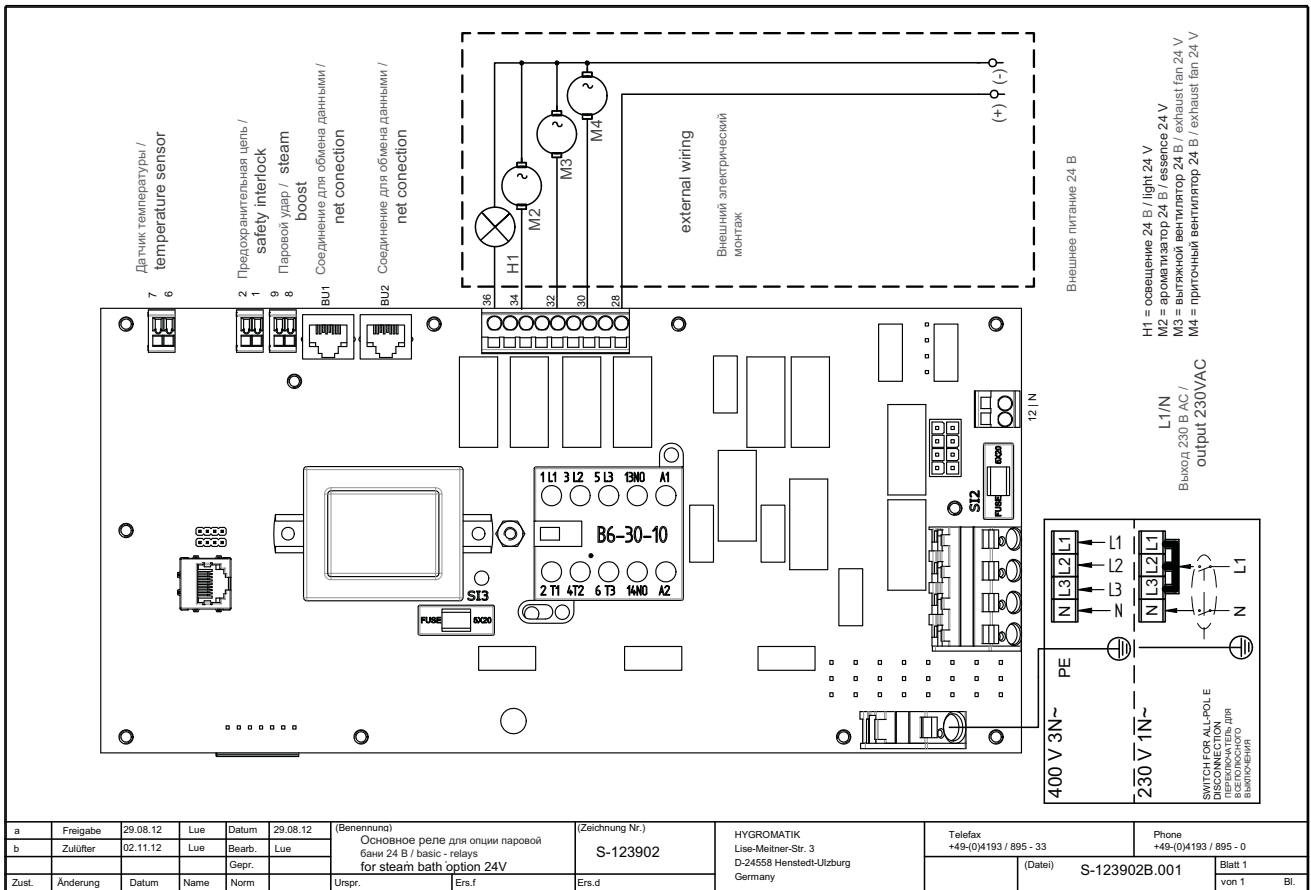 Датчик температуры /
temperature sensor
7
6
Предохранительная цепь /
safety interlock
2
1
Паровой удар / steam
boost
9
8
Соединение для обмена данными /
net conection
BU1
Соединение для обмена данными /
net conection
BU2
H1
M2
M3
M4
(-)
(+)
external wiring
Внешний электрический
монтаж
Внешнее питание 24 В
36
34
32
30
28
H1 = освещение 24 В / light 24 V
M2 = ароматизатор 24 В / essence 24 V
M3 = вытяжной вентилятор 24 В / exhaust fan 24 V
M4 = приточный вентилятор 24 В / exhaust fan 24 V
L1/N
Выход 230 В AC /
output 230VAC
12 | N
1 L1 3 L2 5 L3 13NO A1
B6-30-10
2 T1 4T2 6 T3 14NO A2
SI3
FUSE 5X20
SI2
FUSE 5X20
L1
L2
L3
N
L1
L2
L3
N
PE
400 V 3N~
L1
L2
L3
N
L1
N
230 V 1N~
SWITCH FOR ALL-POL E
DISCONNECTION
ПЕРЕКЛЮЧАТЕЛЬ ДЛЯ
ВСЕПОЛЮСНОГО
ВЫКЛЮЧЕНИЯ
a Freigabe 29.08.12 Lue Datum 29.08.12
b Zulüfter 02.11.12 Lue Bearb. Lue
Gepr.
Zust. Änderung Datum Name Norm
(Benennung)
Основное реле для опции паровой
бани 24 В / basic - relays
for steam bath option 24V
Urspr. Ers.f Ers.d
(Zeichnung Nr.)
S-123902
HYGROMATIK
Lise-Meitner-Str. 3
D-24558 Henstedt-Ulzburg
Germany
Telefax
+49-(0)4193 / 895 - 33
Phone
+49-(0)4193 / 895 - 0
(Datei) S-123902B.001
Blatt 1
von 1 Bl.